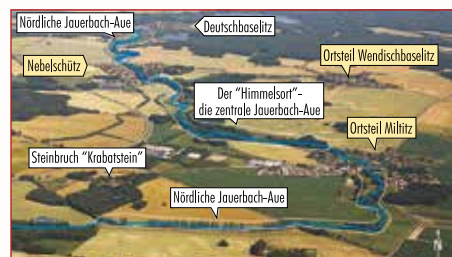 Nördliche Jauerbach-Aue
Deutschbaselitz
Nebelschütz
Ortsteil Wendischbaselitz
Der "Himmelsort"-
die zentrale Jauerbach-Aue
Ortsteil Miltitz
Steinbruch "Krabatstein"
Nördliche Jauerbach-Aue
N